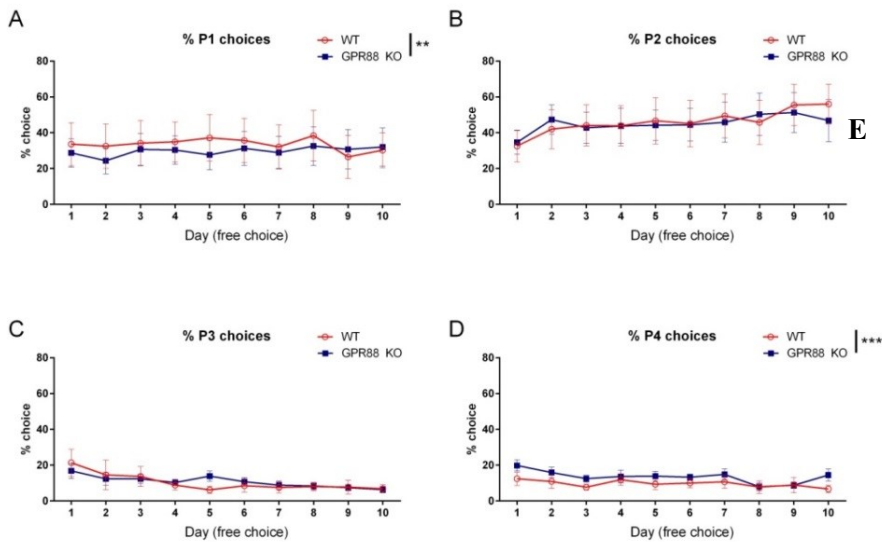 A
% P1 choices
WT
GPR88 KO
**
% choice
80
60
40
20
0
1 2 3 4 5 6 7 8 9 10
Day (free choice)
B
% P2 choices
WT
GPR88 KO
% choice
80
60
40
20
0
1 2 3 4 5 6 7 8 9 10
Day (free choice)
E
C
% P3 choices
WT
GPR88 KO
% choice
80
60
40
20
0
1 2 3 4 5 6 7 8 9 10
Day (free choice)
D
% P4 choices
WT
GPR88 KO
***
% choice
80
60
40
20
0
1 2 3 4 5 6 7 8 9 10
Day (free choice)